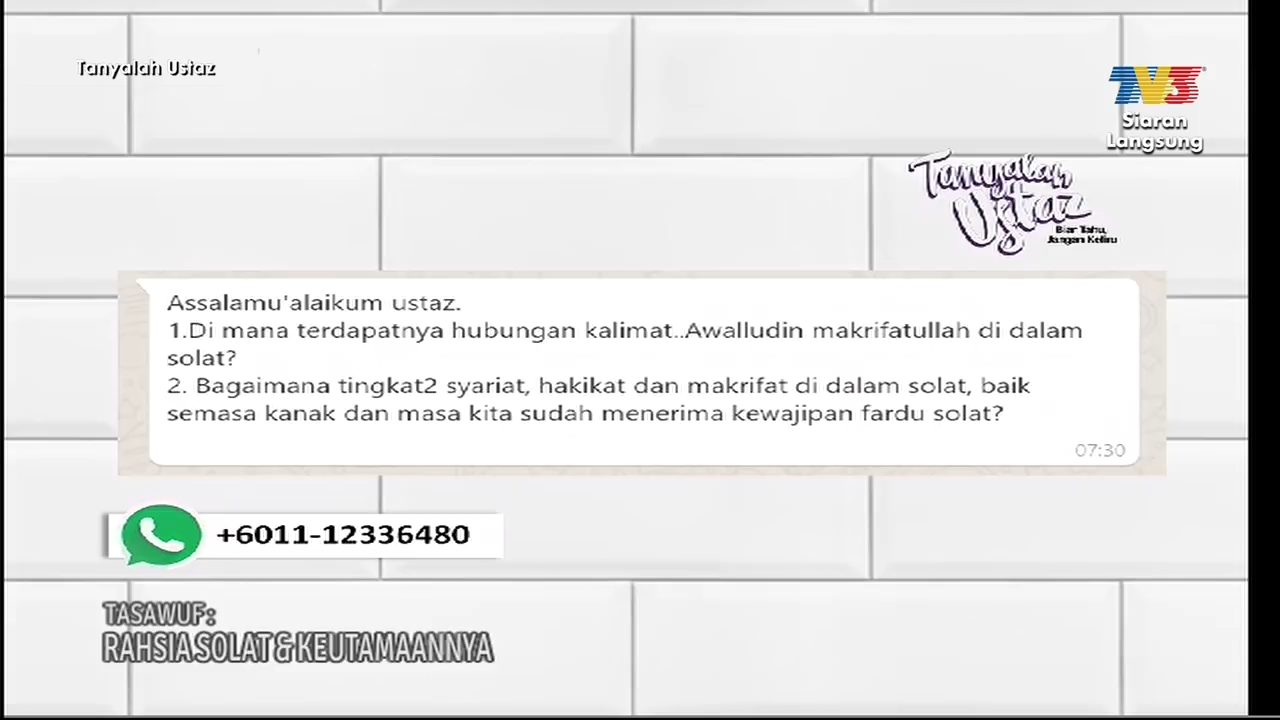 Tanyalah Ustaz
TV3
Siaran
Langsung
Tanyalah
Ustaz
Biar Tahu,
Jangan Keliru
Assalamu'alaikum ustaz.
1.Di mana terdapatnya hubungan kalimat..Awalludin makrifatullah di dalam
solat?
2. Bagaimana tingkat2 syariat, hakikat dan makrifat di dalam solat, baik
semasa kanak dan masa kita sudah menerima kewajipan fardu solat?
07:30
+6011-12336480
TASAWUF:
RAHSIA SOLAT & KEUTAMAANNYA